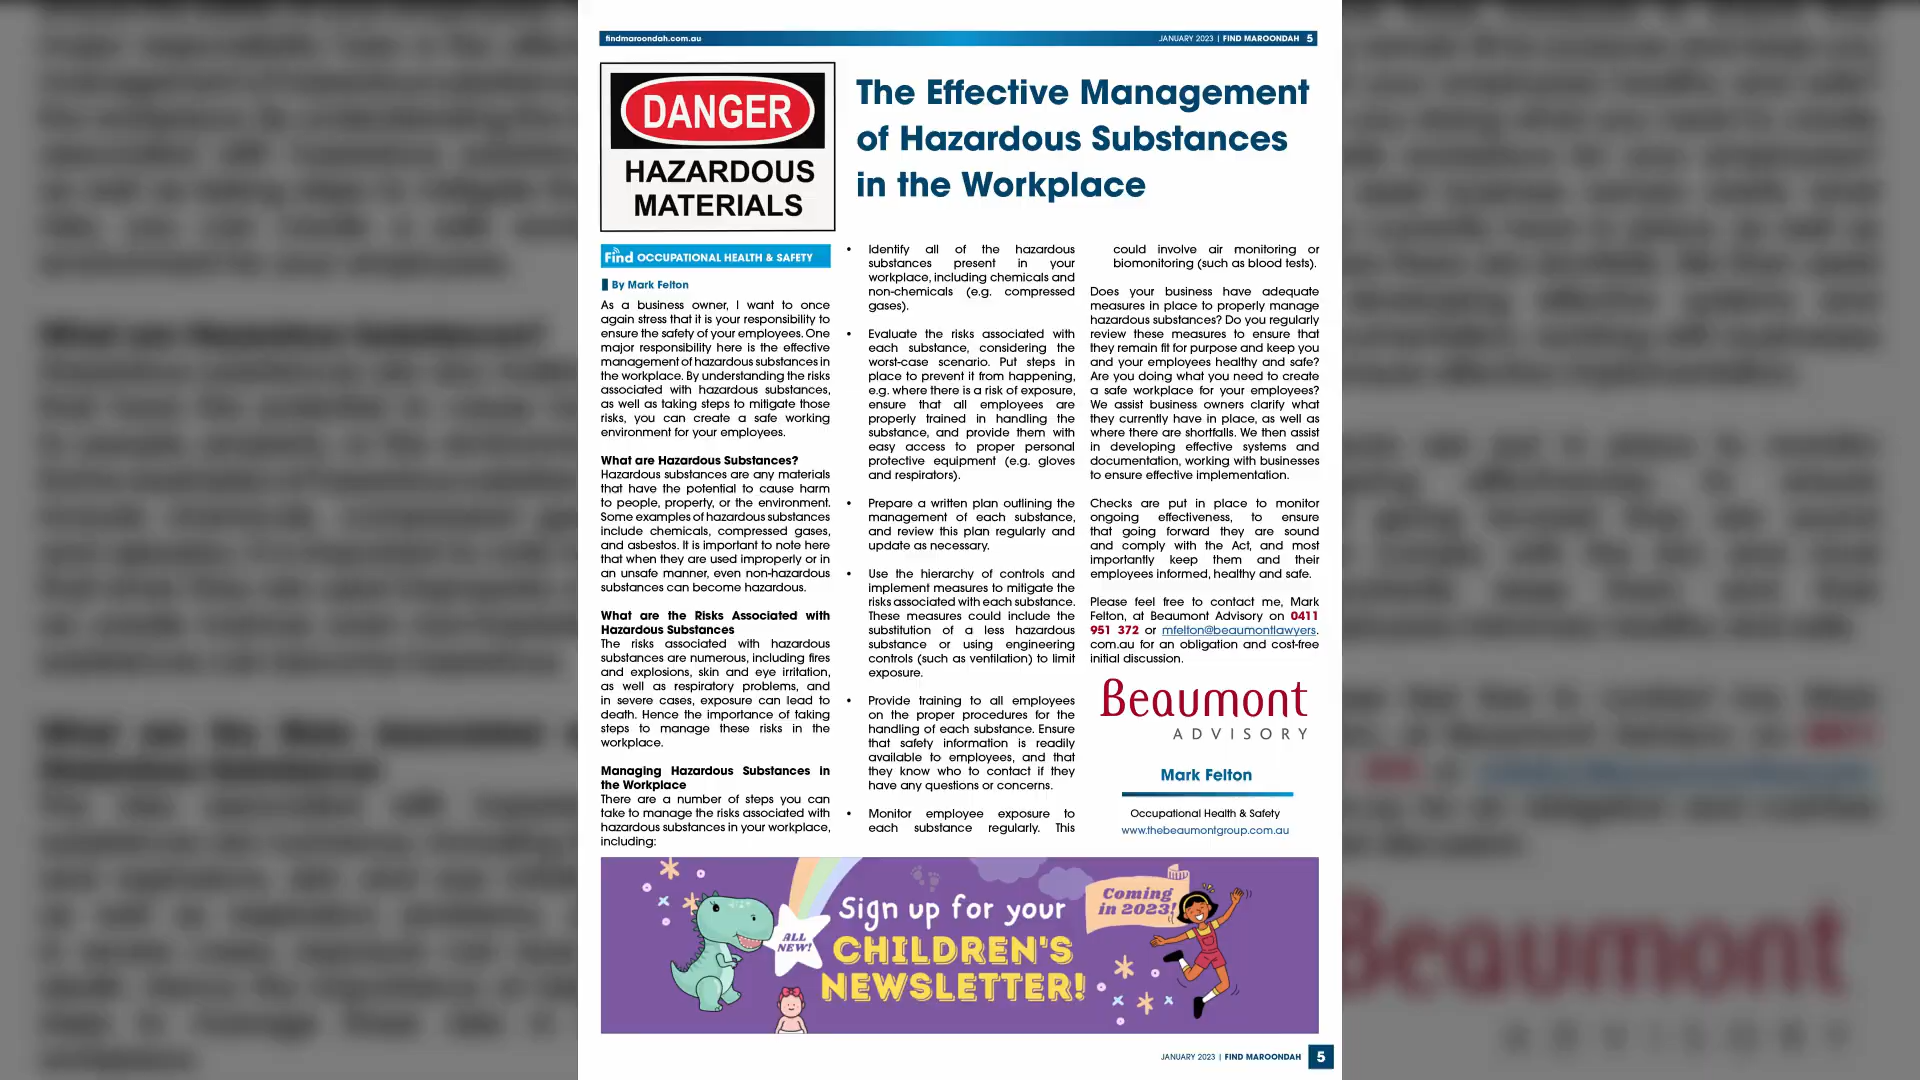 findmaroondah.com.au
JANUARY 2023 | FIND MAROONDAH 5
DANGER
HAZARDOUS
MATERIALS
The Effective Management
of Hazardous Substances
in the Workplace
Find OCCUPATIONAL HEALTH & SAFETY
By Mark Felton
As a business owner, I want to once
again stress that it is your responsibility to
ensure the safety of your employees. One
major responsibility here is the effective
management of hazardous substances in
the workplace. By understanding the risks
associated with hazardous substances,
as well as taking steps to mitigate those
risks, you can create a safe working
environment for your employees.
What are Hazardous Substances?
Hazardous substances are any materials
that have the potential to cause harm
to people, property, or the environment.
Some examples of hazardous substances
include chemicals, compressed gases,
and asbestos. It is important to note here
that when they are used improperly or in
an unsafe manner, even non-hazardous
substances can become hazardous.
What are the Risks Associated with
Hazardous Substances
The risks associated with hazardous
substances are numerous, including fires
and explosions, skin and eye irritation,
as well as respiratory problems, and
in severe cases, exposure can lead to
death. Hence the importance of taking
steps to manage these risks in the
workplace.
Managing Hazardous Substances in
the Workplace
There are a number of steps you can
take to manage the risks associated with
hazardous substances in your workplace,
including:
• Identify all of the hazardous
substances present in your
workplace, including chemicals and
non-chemicals (e.g. compressed
gases).
• Evaluate the risks associated with
each substance, considering the
worst-case scenario. Put steps in
place to prevent it from happening,
e.g. where there is a risk of exposure,
ensure that all employees are
properly trained in handling the
substance, and provide them with
easy access to proper personal
protective equipment (e.g. gloves
and respirators).
• Prepare a written plan outlining the
management of each substance,
and review this plan regularly and
update as necessary.
• Use the hierarchy of controls and
implement measures to mitigate the
risks associated with each substance.
These measures could include the
substitution of a less hazardous
substance or using engineering
controls (such as ventilation) to limit
exposure.
• Provide training to all employees
on the proper procedures for the
handling of each substance. Ensure
that safety information is readily
available to employees, and that
they know who to contact if they
have any questions or concerns.
• Monitor employee exposure to
each substance regularly. This
could involve air monitoring or
biomonitoring (such as blood tests).
Does your business have adequate
measures in place to properly manage
hazardous substances? Do you regularly
review these measures to ensure that
they remain fit for purpose and keep you
and your employees healthy and safe?
Are you doing what you need to create
a safe workplace for your employees?
We assist business owners clarify what
they currently have in place, as well as
where there are shortfalls. We then assist
in developing effective systems and
documentation, working with businesses
to ensure effective implementation.
Checks are put in place to monitor
ongoing effectiveness, to ensure
that going forward they are sound
and comply with the Act, and most
importantly keep them and their
employees informed, healthy and safe.
Please feel free to contact me, Mark
Felton, at Beaumont Advisory on 0411
951 372 or mfelton@beaumontlawyers.
com.au for an obligation and cost-free
initial discussion.
Beaumont
ADVISORY
Mark Felton
Occupational Health & Safety
www.thebeaumontgroup.com.au
ALL
NEW!
Sign up for your
CHILDREN'S
NEWSLETTER!
Coming
in 2023!
JANUARY 2023 | FIND MAROONDAH 5